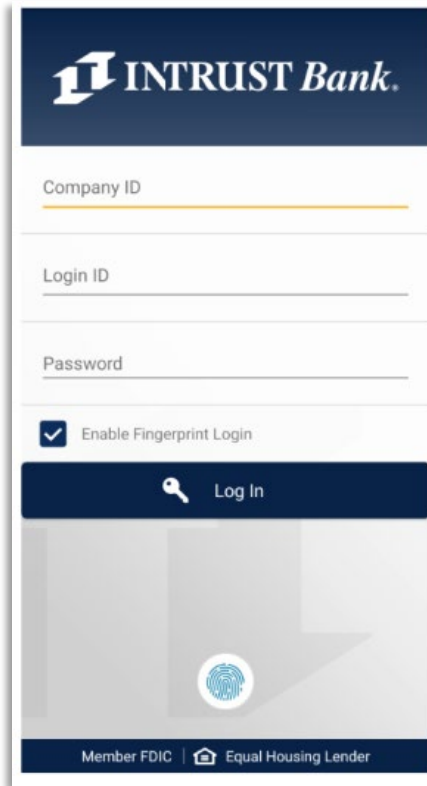 INTRUST Bank.
Company ID
Login ID
Password
Enable Fingerprint Login
Log In
Member FDIC | Equal Housing Lender